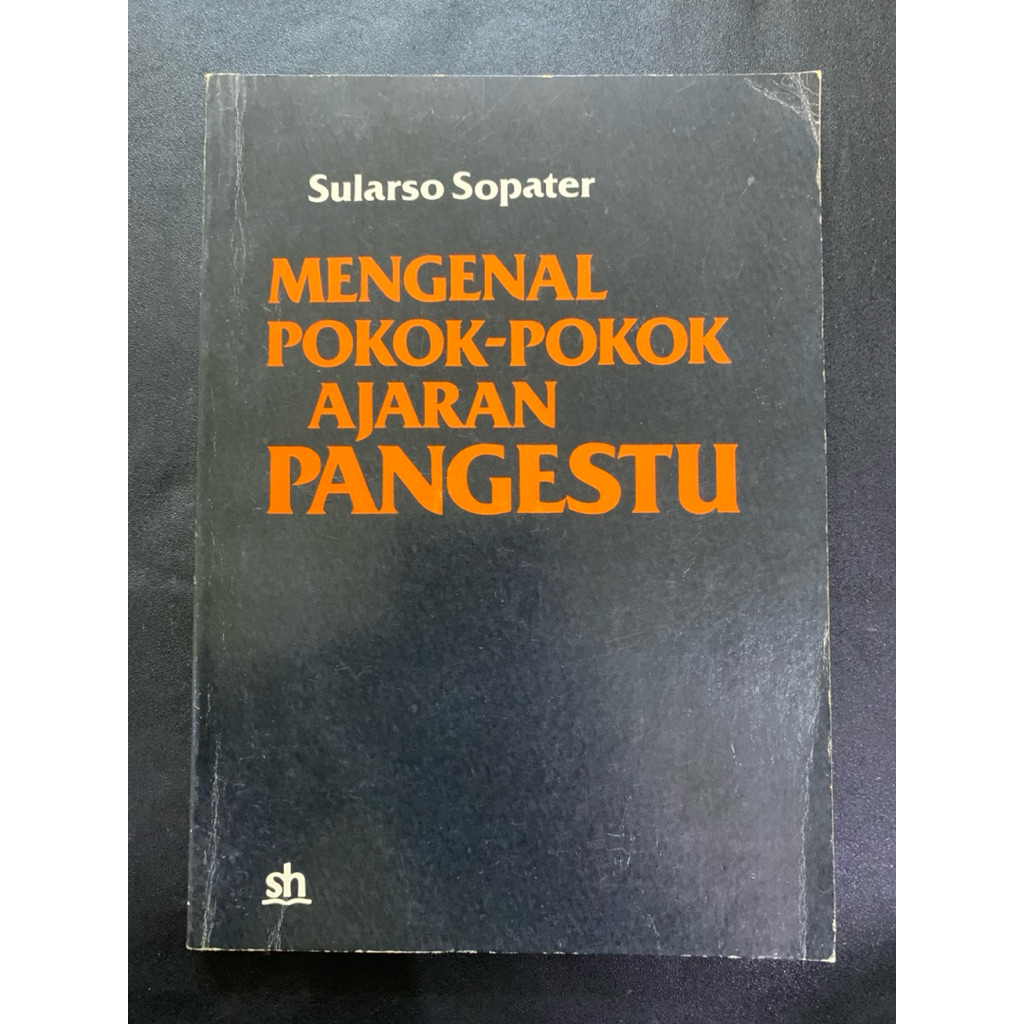 Sularso Sopater
MENGENAL
POKOK-POKOK
AJARAN
PANGESTU
sh